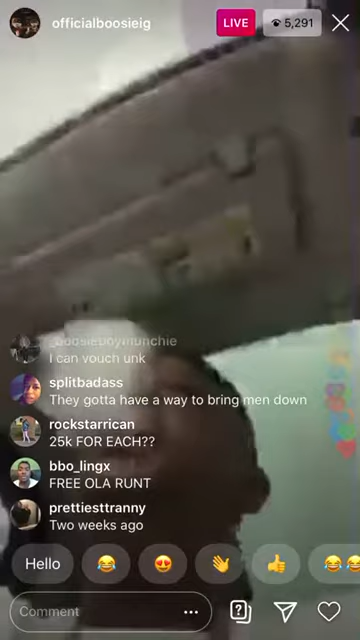 officialboosieig
LIVE
5,291
_boosieboymunchie
I can vouch unk
splitbadass
They gotta have a way to bring men down
rockstarrican
25k FOR EACH??
bbo_lingx
FREE OLA RUNT
prettiesttranny
Two weeks ago
Hello
Comment